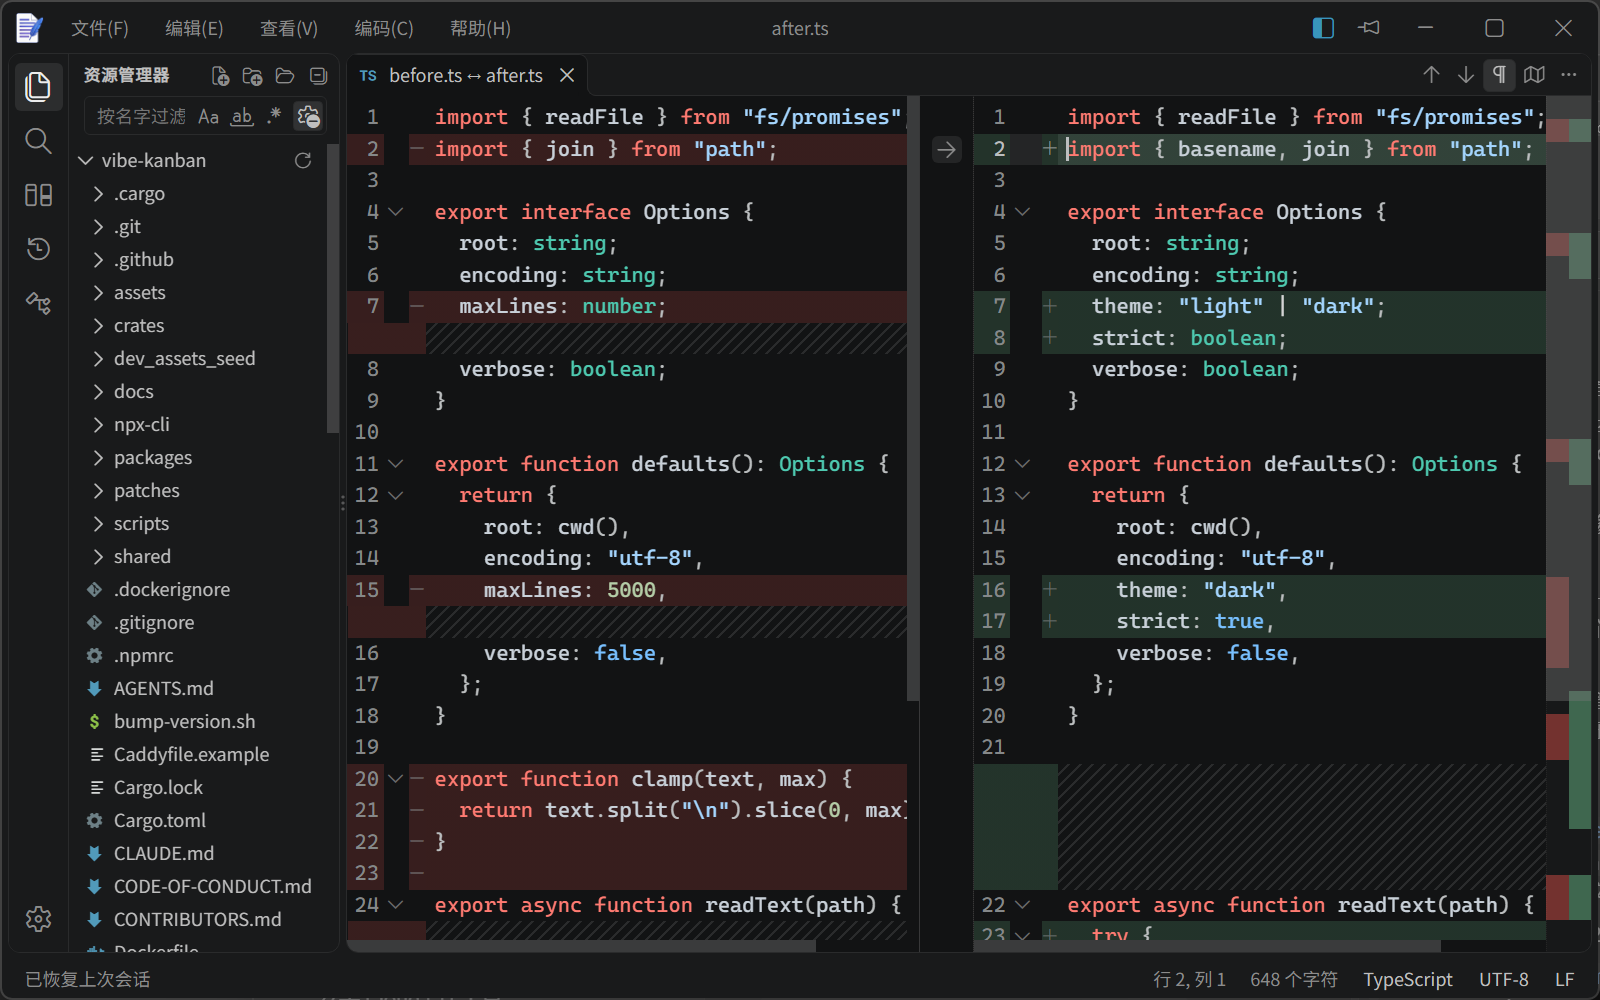 文件(F) 编辑(E) 查看(V) 编码(C) 帮助(H) after.ts
资源管理器
按名字过滤 Aa ab .*
vibe-kanban
.cargo
.git
.github
assets
crates
dev_assets_seed
docs
npx-cli
packages
patches
scripts
shared
.dockerignore
.gitignore
.npmrc
AGENTS.md
bump-version.sh
Caddyfile.example
Cargo.lock
Cargo.toml
CLAUDE.md
CODE-OF-CONDUCT.md
CONTRIBUTORS.md
Dockerfile
TS before.ts↔after.ts
1 import { readFile } from "fs/promises";
2 import { join } from "path";
3
4 export interface Options {
5 root: string;
6 encoding: string;
7 maxLines: number;
8 verbose: boolean;
9 }
10
11 export function defaults(): Options {
12 return {
13 root: cwd(),
14 encoding: "utf-8",
15 maxLines: 5000,
16 verbose: false,
17 };
18 }
19
20 export function clamp(text, max) {
21 return text.split("\n").slice(0, max)
22 }
23
24 export async function readText(path) {
1 import { readFile } from "fs/promises";
2 + import { basename, join } from "path";
3
4 export interface Options {
5 root: string;
6 encoding: string;
7 + theme: "light" | "dark";
8 + strict: boolean;
9 verbose: boolean;
10 }
11
12 export function defaults(): Options {
13 return {
14 root: cwd(),
15 encoding: "utf-8",
16 + theme: "dark",
17 + strict: true,
18 verbose: false,
19 };
20 }
21
22 export async function readText(path) {
23 + try {
已恢复上次会话 行 2, 列 1 648 个字符 TypeScript UTF-8 LF